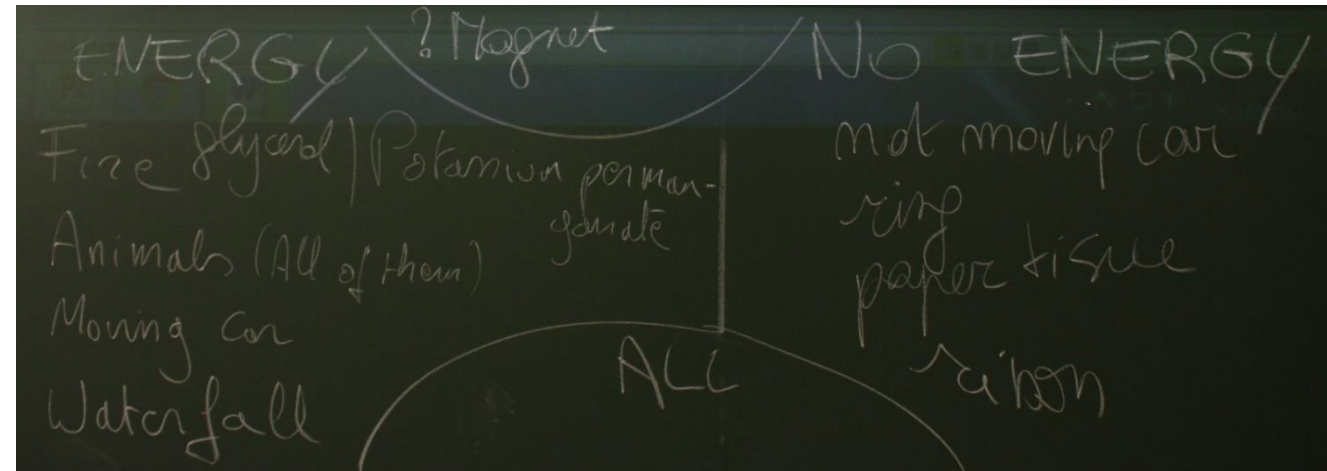 ENERGY
? Magnet
NO ENERGY
Fire glycerol / Potassium perman-
ganate
Animals (All of them)
Moving car
Waterfall
ALL
not moving car
ring
paper tissue
ribon